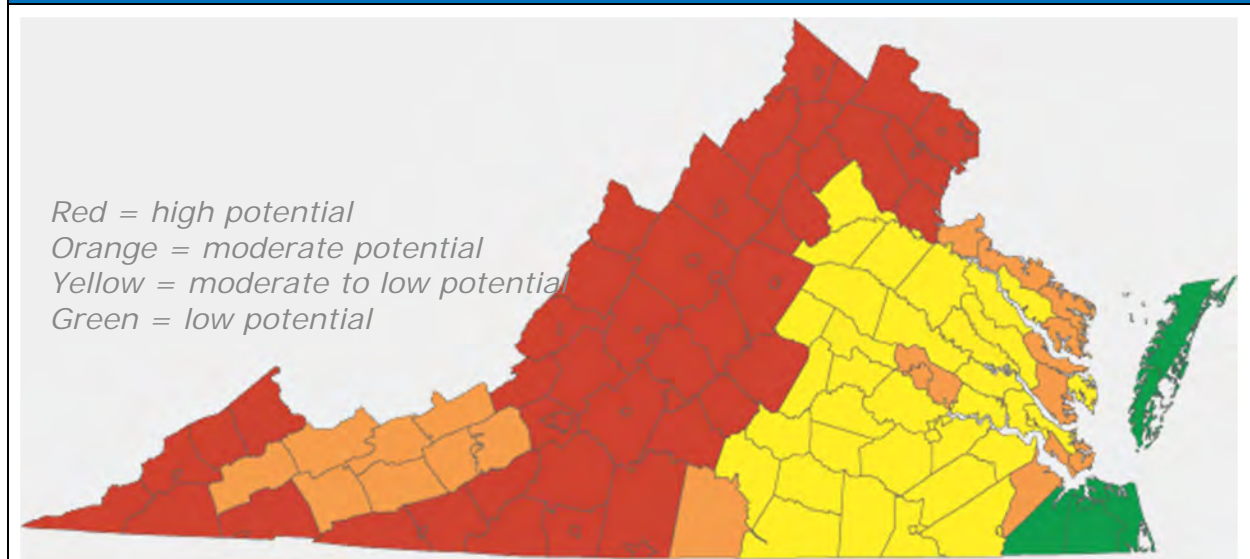 Red = high potential
Orange = moderate potential
Yellow = moderate to low potential
Green = low potential